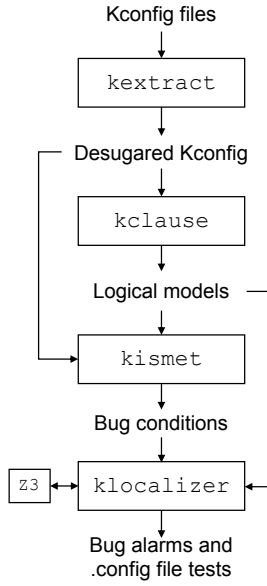 Kconfig files
kextract
Desugared Kconfig
kclause
Logical models
kismet
Bug conditions
Z3
klocalizer
Bug alarms and
.config file tests